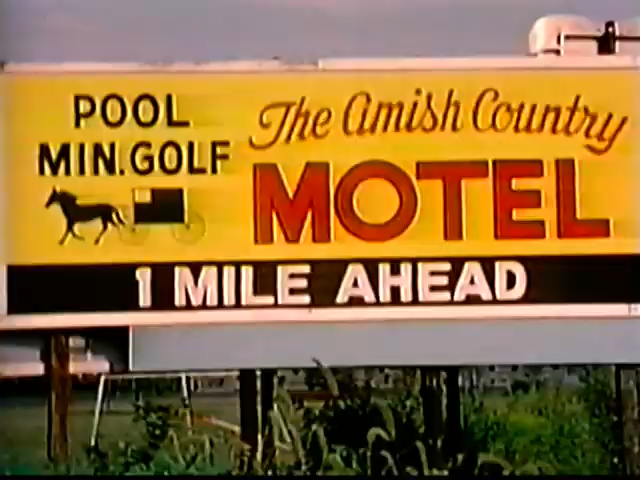 POOL
MIN. GOLF
The Amish Country
MOTEL
1 MILE AHEAD